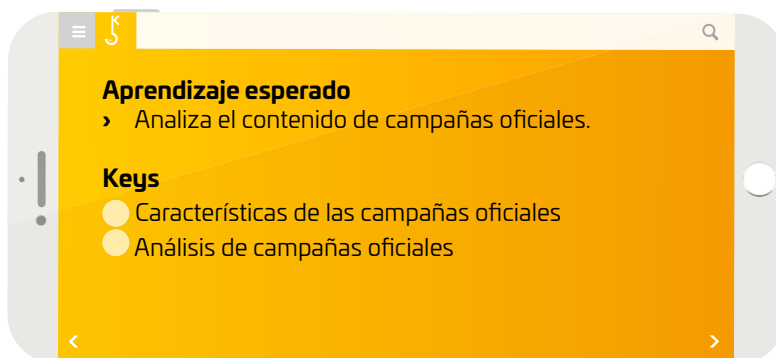 Aprendizaje esperado
› Analiza el contenido de campañas oficiales.
Keys
Características de las campañas oficiales
Análisis de campañas oficiales